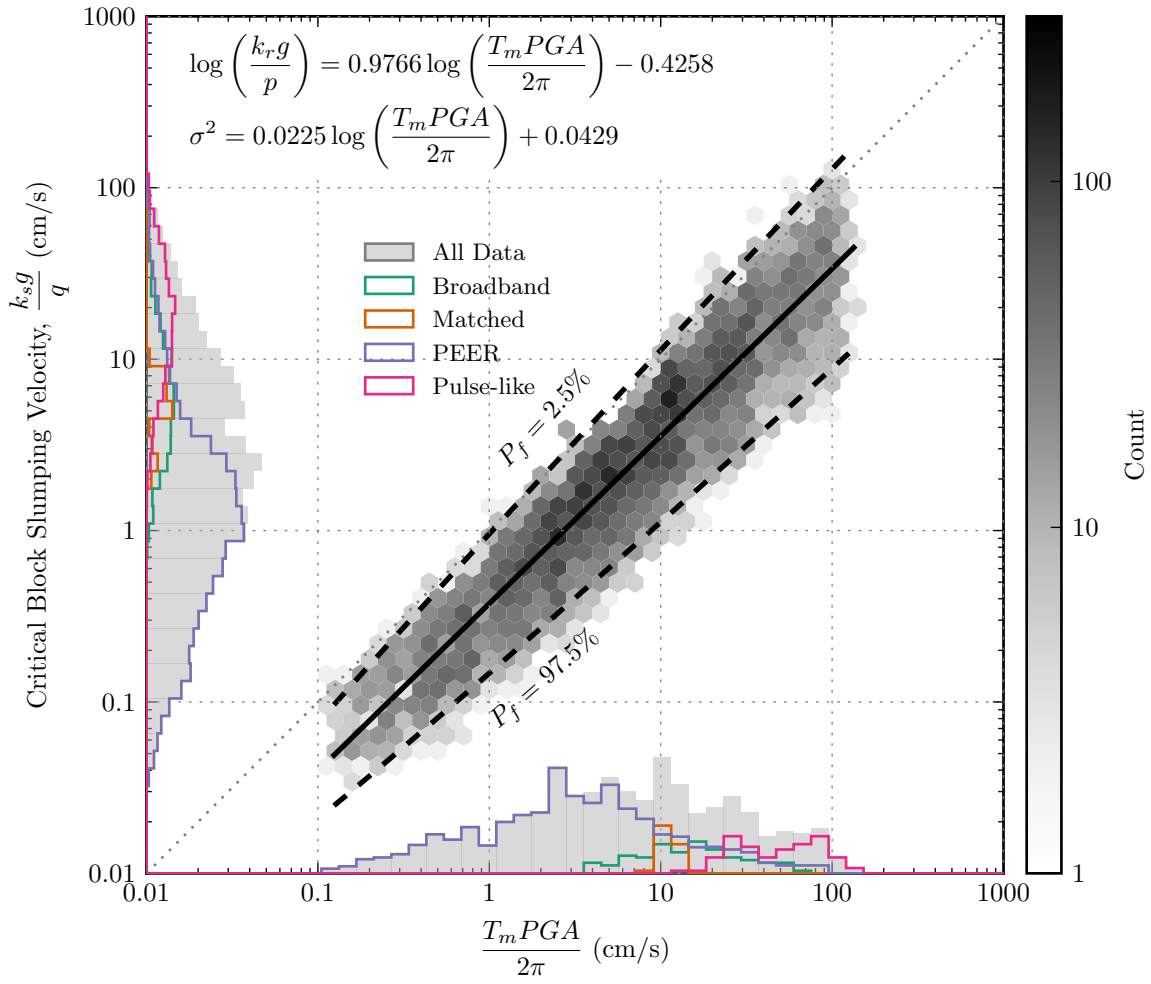 log (k_r g / p) = 0.9766 log (T_m PGA / 2π) − 0.4258
σ² = 0.0225 log (T_m PGA / 2π) + 0.0429
All Data
Broadband
Matched
PEER
Pulse-like
P_f = 2.5%
P_f = 97.5%
Critical Block Slumping Velocity, k_s g / q (cm/s)
1000
100
10
1
0.1
0.01
0.01
0.1
1
10
100
1000
T_m PGA / 2π (cm/s)
100
10
1
Count